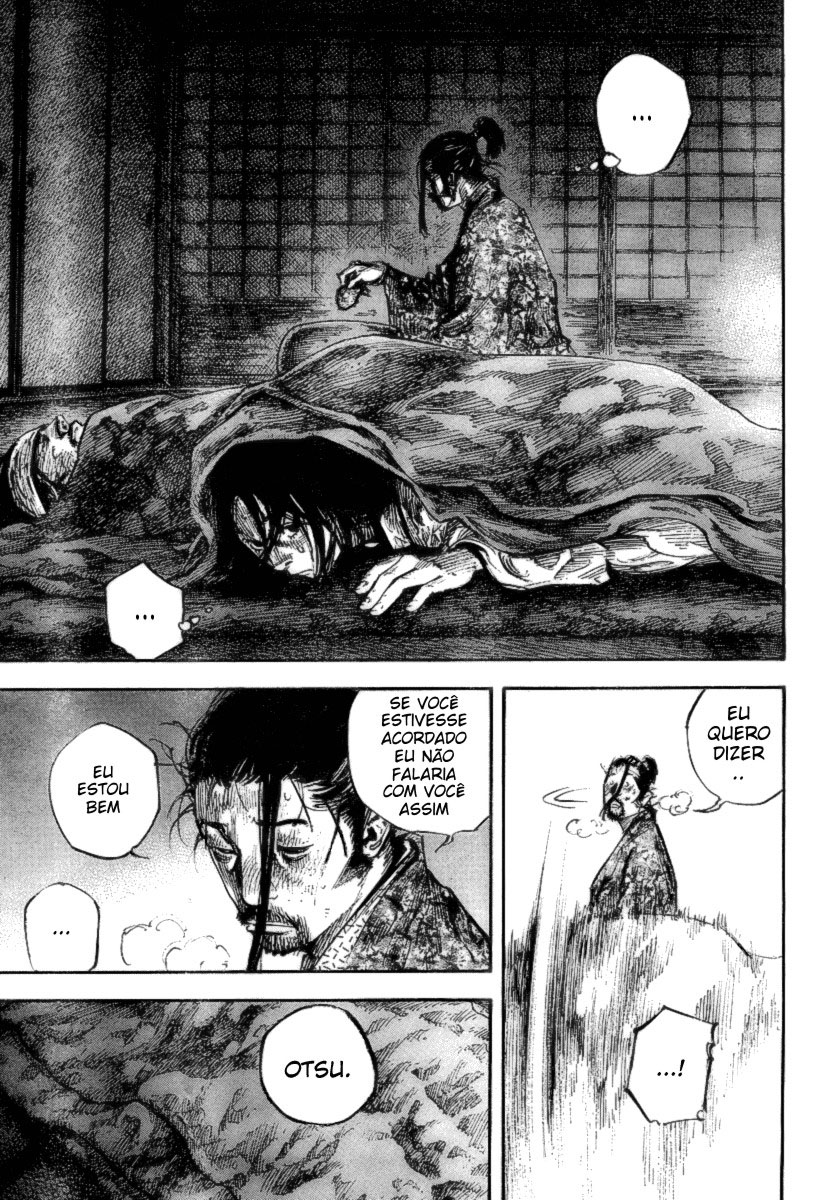 ...
...
EU
QUERO
DIZER
..
...!
SE VOCÊ
ESTIVESSE
ACORDADO
EU NÃO
FALARIA
COM VOCÊ
ASSIM
EU
ESTOU
BEM
...
OTSU.